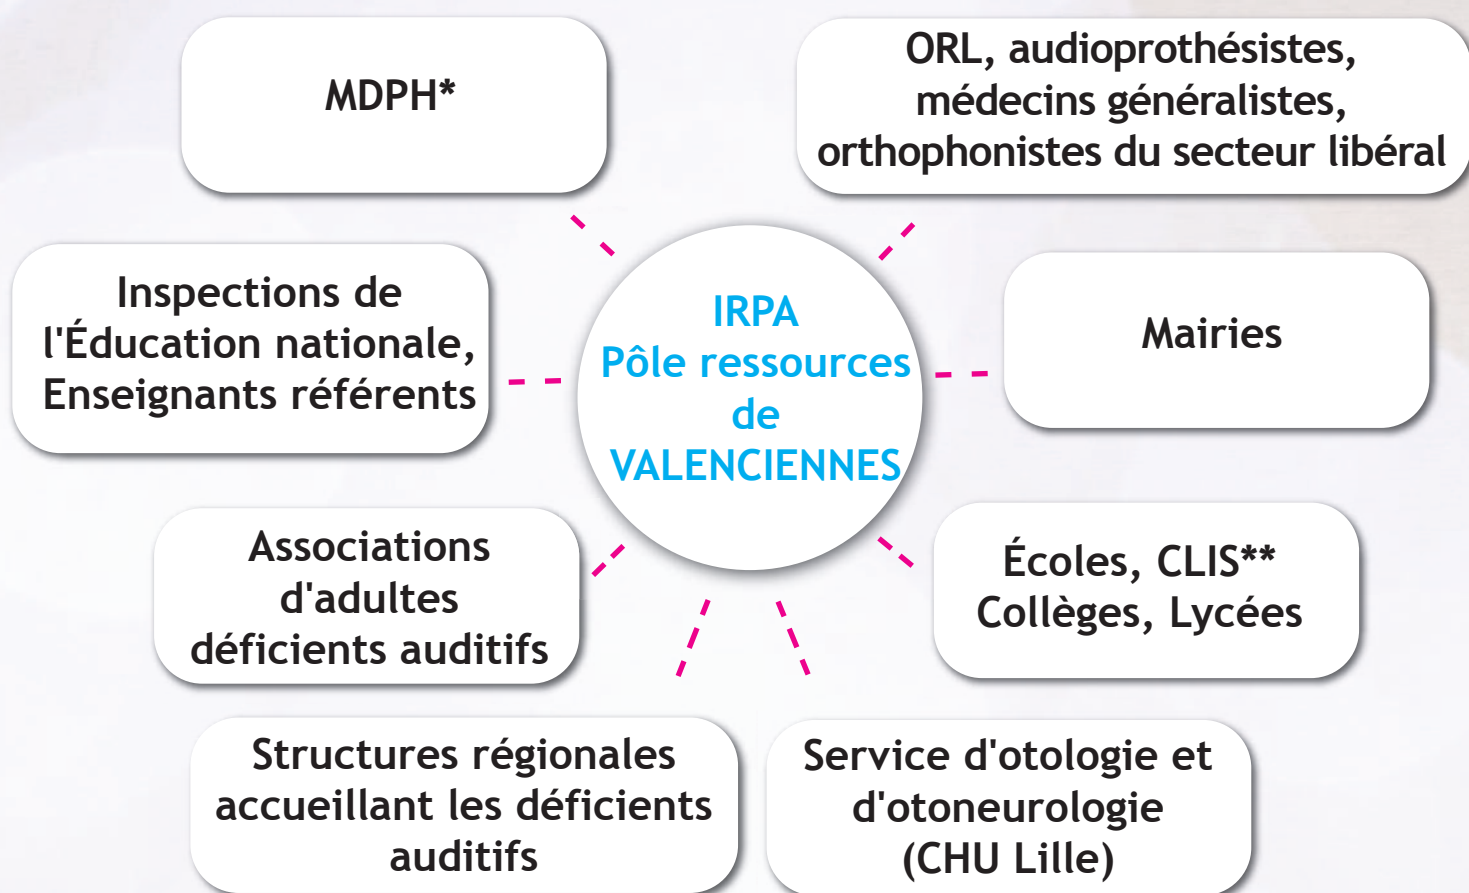 MDPH*
ORL, audioprothésistes,
médecins généralistes,
orthophonistes du secteur libéral
Inspections de
l'Éducation nationale,
Enseignants référents
IRPA
Pôle ressources
de
VALENCIENNES
Mairies
Associations
d'adultes
déficients auditifs
Écoles, CLIS**
Collèges, Lycées
Structures régionales
accueillant les déficients
auditifs
Service d'otologie et
d'otoneurologie
(CHU Lille)